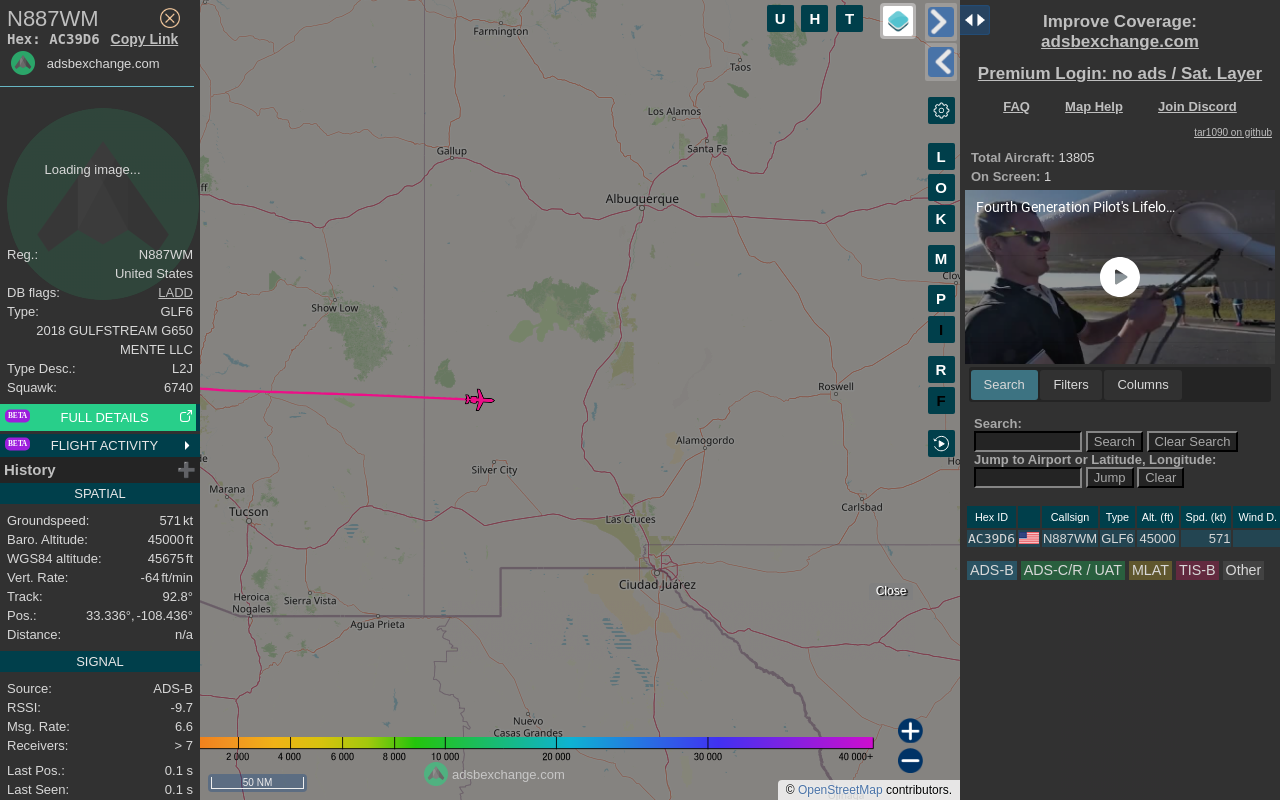 N887WM
Hex: AC39D6 Copy Link
adsbexchange.com
Loading image...
Reg.: N887WM
United States
DB flags: LADD
Type: GLF6
2018 GULFSTREAM G650
MENTE LLC
Type Desc.: L2J
Squawk: 6740
BETA FULL DETAILS
BETA FLIGHT ACTIVITY
History
SPATIAL
Groundspeed: 571 kt
Baro. Altitude: 45000 ft
WGS84 altitude: 45675 ft
Vert. Rate: -64 ft/min
Track: 92.8°
Pos.: 33.336°, -108.436°
Distance: n/a
SIGNAL
Source: ADS-B
RSSI: -9.7
Msg. Rate: 6.6
Receivers: > 7
Last Pos.: 0.1 s
Last Seen: 0.1 s
U H T
Farmington
Taos
Los Alamos
Santa Fe
Gallup
ff
Albuquerque
Show Low
Clov
Roswell
Alamogordo
Silver City
de
Ho
Marana
Tucson
Las Cruces
Carlsbad
Ciudad Juárez
Heroica
Nogales
Sierra Vista
Agua Prieta
Nuevo
Casas Grandes
L
O
K
M
P
I
R
F
Close
2 000 4 000 6 000 8 000 10 000 20 000 30 000 40 000+
50 NM
adsbexchange.com
© OpenStreetMap contributors.
Improve Coverage:
adsbexchange.com
Premium Login: no ads / Sat. Layer
FAQ Map Help Join Discord
tar1090 on github
Total Aircraft: 13805
On Screen: 1
Fourth Generation Pilot's Lifelo...
Search Filters Columns
Search:
Search Clear Search
Jump to Airport or Latitude, Longitude:
Jump Clear
Hex ID Callsign Type Alt. (ft) Spd. (kt) Wind D.
AC39D6 N887WM GLF6 45000 571
ADS-B ADS-C/R / UAT MLAT TIS-B Other